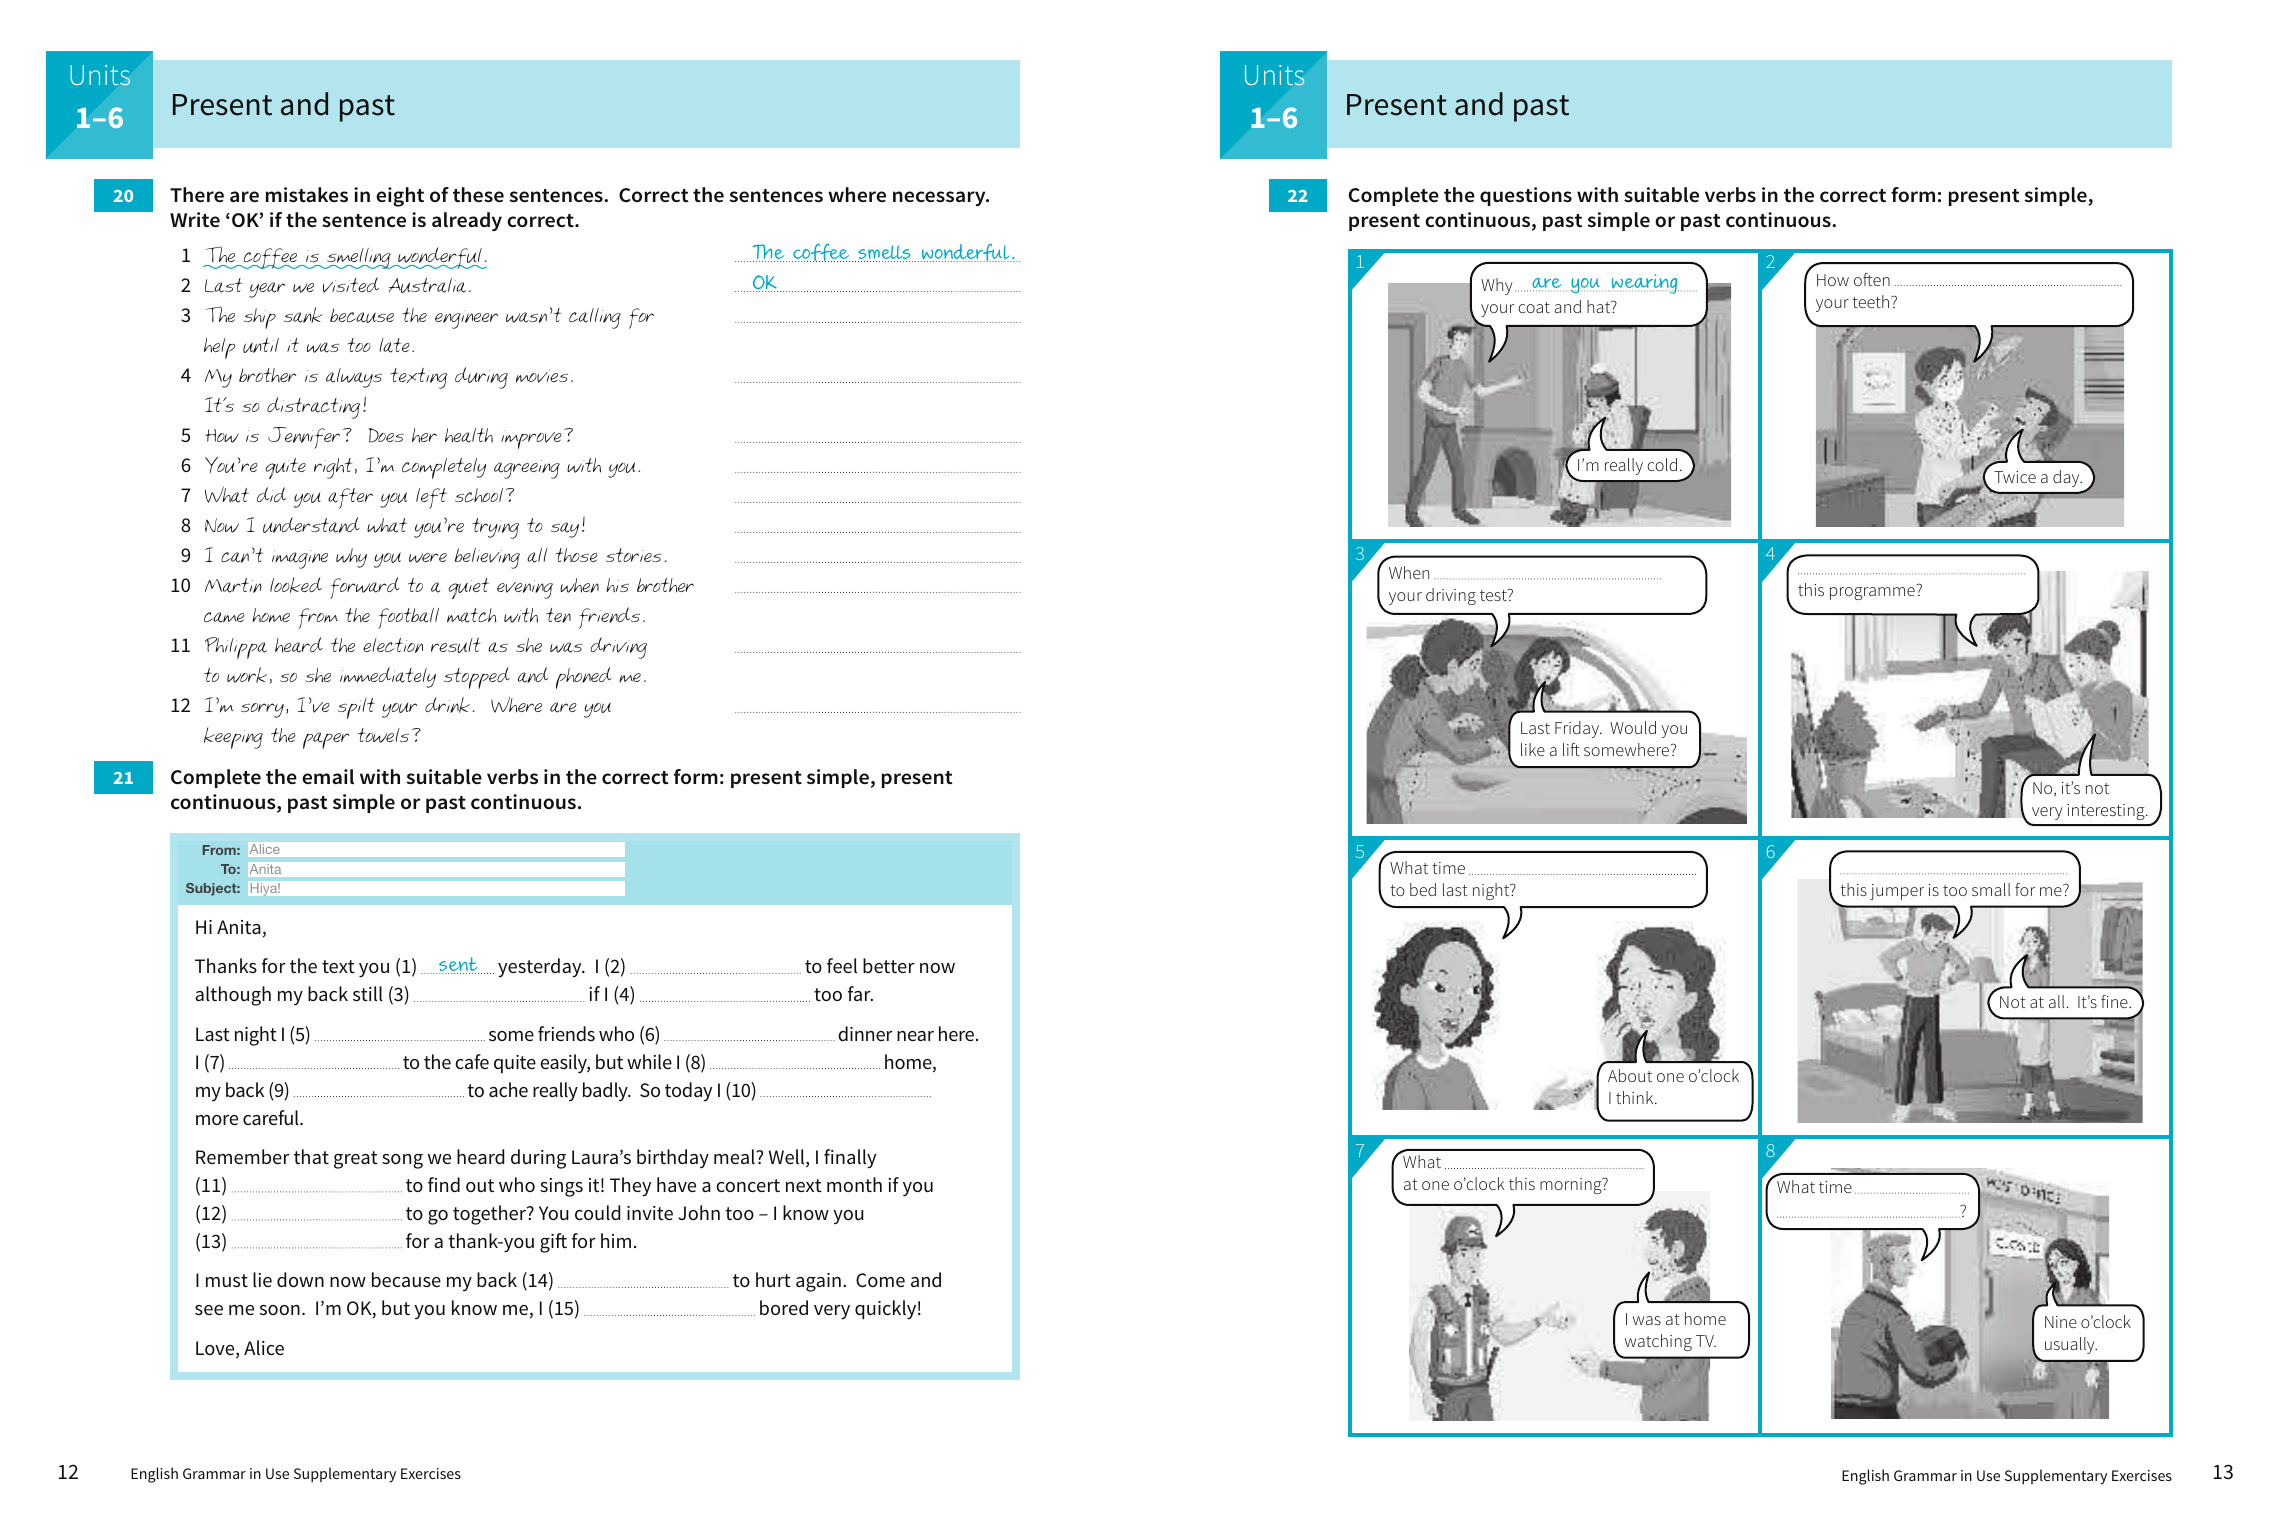 Units
1–6
Present and past
20
There are mistakes in eight of these sentences. Correct the sentences where necessary.
Write ‘OK’ if the sentence is already correct.
1 The coffee is smelling wonderful. The coffee smells wonderful.
2 Last year we visited Australia. OK
3 The ship sank because the engineer wasn't calling for
help until it was too late.
4 My brother is always texting during movies.
It's so distracting!
5 How is Jennifer? Does her health improve?
6 You're quite right, I'm completely agreeing with you.
7 What did you after you left school?
8 Now I understand what you're trying to say!
9 I can't imagine why you were believing all those stories.
10 Martin looked forward to a quiet evening when his brother
came home from the football match with ten friends.
11 Philippa heard the election result as she was driving
to work, so she immediately stopped and phoned me.
12 I'm sorry, I've spilt your drink. Where are you
keeping the paper towels?
21
Complete the email with suitable verbs in the correct form: present simple, present
continuous, past simple or past continuous.
From: Alice
To: Anita
Subject: Hiya!
Hi Anita,
Thanks for the text you (1) sent yesterday. I (2) to feel better now
although my back still (3) if I (4) too far.
Last night I (5) some friends who (6) dinner near here.
I (7) to the cafe quite easily, but while I (8) home,
my back (9) to ache really badly. So today I (10)
more careful.
Remember that great song we heard during Laura’s birthday meal? Well, I finally
(11) to find out who sings it! They have a concert next month if you
(12) to go together? You could invite John too – I know you
(13) for a thank-you gift for him.
I must lie down now because my back (14) to hurt again. Come and
see me soon. I’m OK, but you know me, I (15) bored very quickly!
Love, Alice
12 English Grammar in Use Supplementary Exercises
Units
1–6
Present and past
22
Complete the questions with suitable verbs in the correct form: present simple,
present continuous, past simple or past continuous.
1
Why are you wearing
your coat and hat?
I’m really cold.
2
How often
your teeth?
Twice a day.
3
When
your driving test?
Last Friday. Would you
like a lift somewhere?
4
this programme?
No, it’s not
very interesting.
5
What time
to bed last night?
About one o’clock
I think.
6
this jumper is too small for me?
Not at all. It’s fine.
7
What
at one o’clock this morning?
I was at home
watching TV.
8
What time
?
POST OFFICE
CLOSED
Nine o’clock
usually.
English Grammar in Use Supplementary Exercises 13